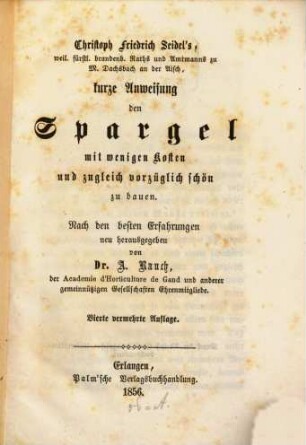 Christoph Friedrich Seidel's,
weil. fürstl. brandenb. Raths und Amtmanns zu
M. Dachsbach an der Aisch,
kurze Anweisung
den
Spargel
mit wenigen Kosten
und zugleich vorzüglich schön
zu bauen.
Nach den besten Erfahrungen
neu herausgegeben
von
Dr. A. Rauch,
der Academie d'Horticulture de Gand und anderer
gemeinnützigen Gesellschaften Ehrenmitgliede.
Vierte vermehrte Auflage.
Erlangen,
Palm'sche Verlagsbuchhandlung.
1856.